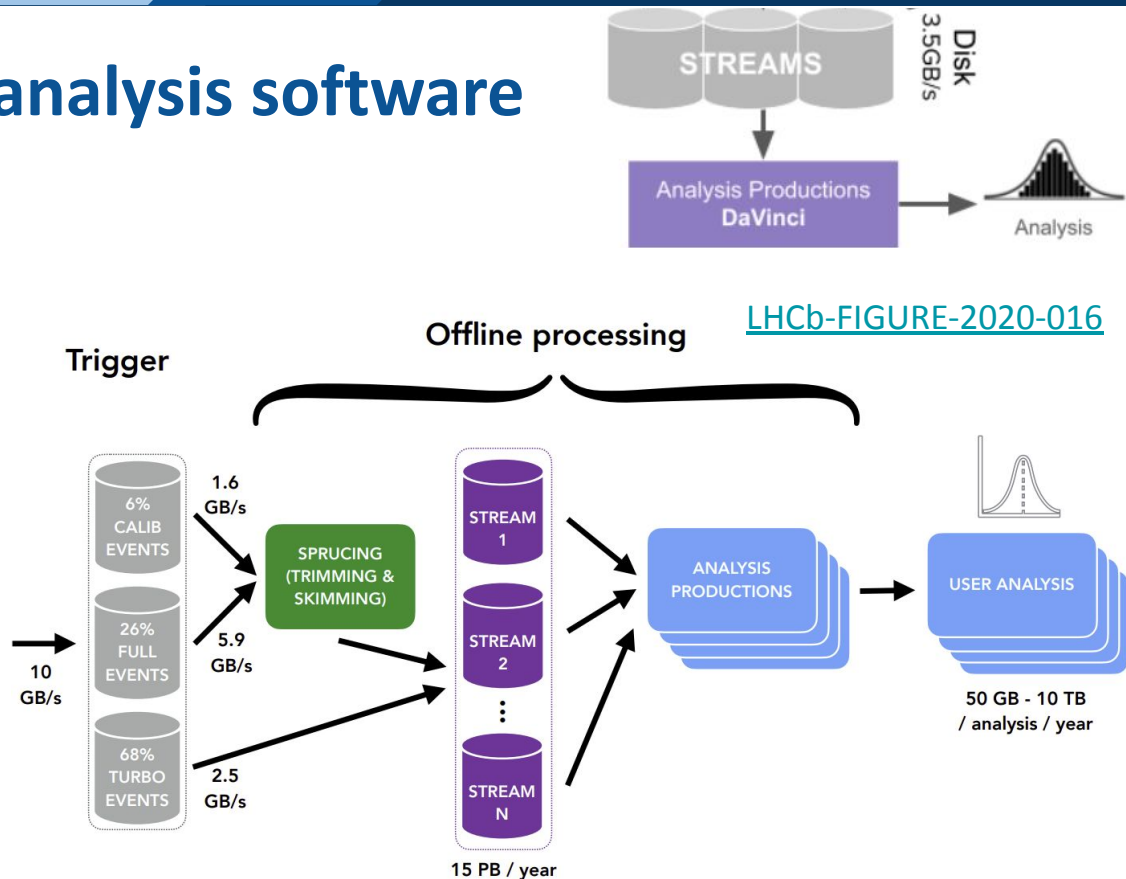 analysis software
STREAMS
Disk
3.5GB/s
Analysis Productions
DaVinci
Analysis
LHCb-FIGURE-2020-016
Offline processing
Trigger
6%
CALIB
EVENTS
1.6
GB/s
26%
FULL
EVENTS
5.9
GB/s
10
GB/s
68%
TURBO
EVENTS
2.5
GB/s
SPRUCING
(TRIMMING &
SKIMMING)
STREAM
1
STREAM
2
⋮
STREAM
N
15 PB / year
ANALYSIS
PRODUCTIONS
USER ANALYSIS
50 GB - 10 TB
/ analysis / year